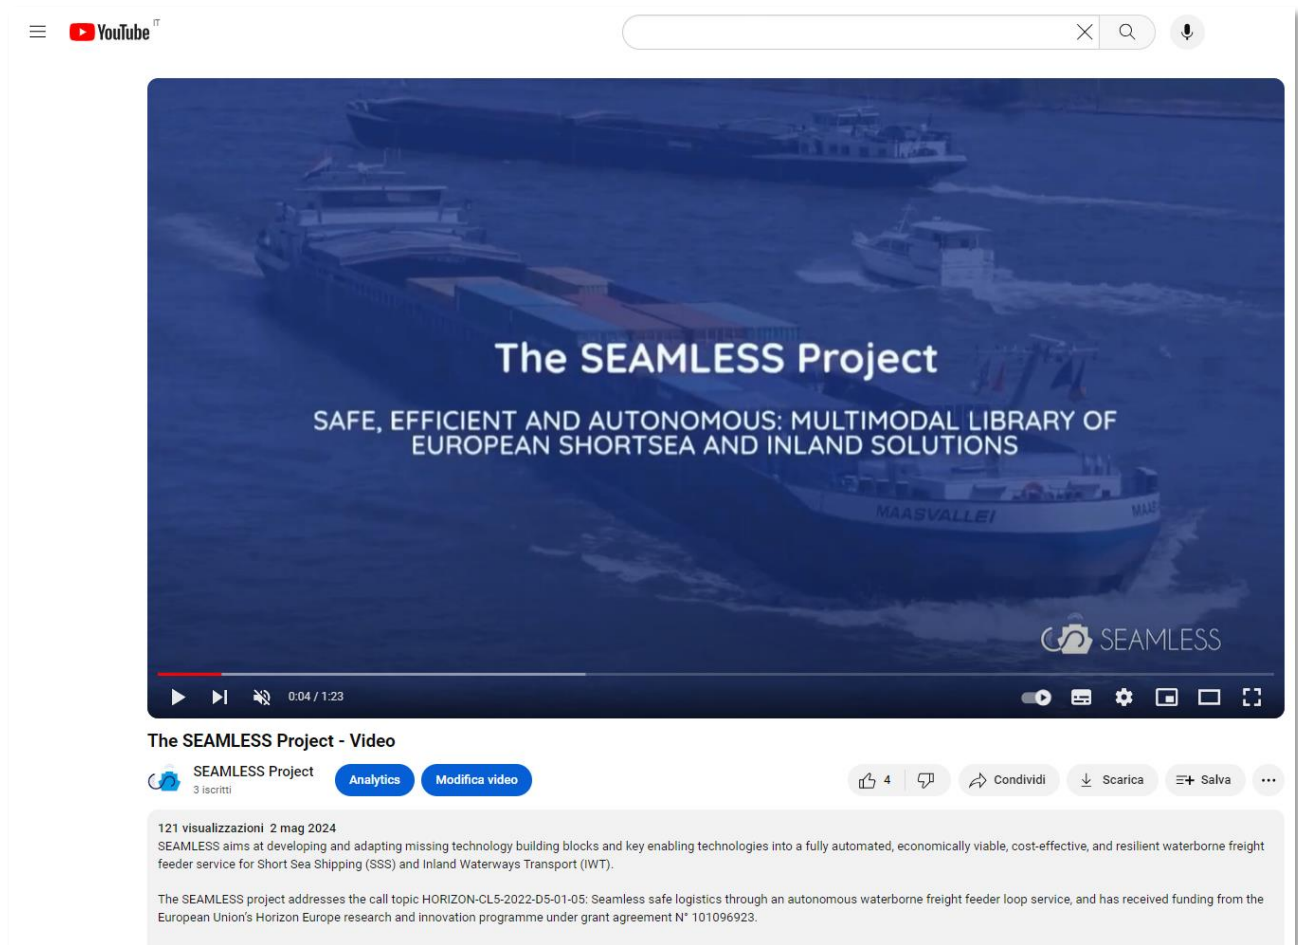 YouTube IT
The SEAMLESS Project
SAFE, EFFICIENT AND AUTONOMOUS: MULTIMODAL LIBRARY OF
EUROPEAN SHORTSEA AND INLAND SOLUTIONS
MAASVALLEI
SEAMLESS
0:04 / 1:23
The SEAMLESS Project - Video
SEAMLESS Project
3 iscritti
Analytics
Modifica video
4
Condividi
Scarica
Salva
121 visualizzazioni 2 mag 2024
SEAMLESS aims at developing and adapting missing technology building blocks and key enabling technologies into a fully automated, economically viable, cost-effective, and resilient waterborne freight
feeder service for Short Sea Shipping (SSS) and Inland Waterways Transport (IWT).
The SEAMLESS project addresses the call topic HORIZON-CL5-2022-D5-01-05: Seamless safe logistics through an autonomous waterborne freight feeder loop service, and has received funding from the
European Union's Horizon Europe research and innovation programme under grant agreement N° 101096923.